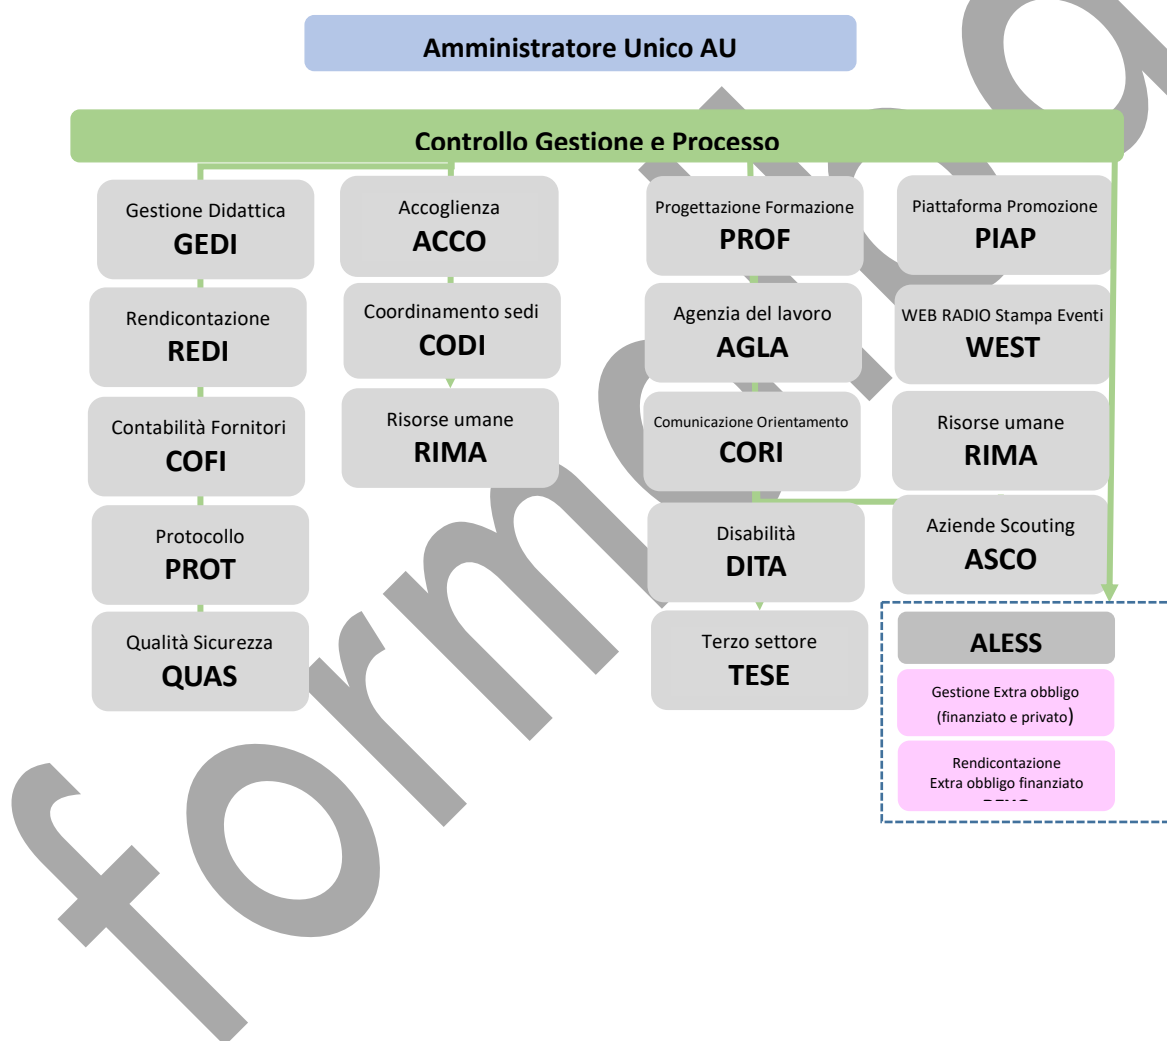 Amministratore Unico AU
Controllo Gestione e Processo
Gestione Didattica
GEDI
Rendicontazione
REDI
Contabilità Fornitori
COFI
Protocollo
PROT
Qualità Sicurezza
QUAS
Accoglienza
ACCO
Coordinamento sedi
CODI
Risorse umane
RIMA
Progettazione Formazione
PROF
Agenzia del lavoro
AGLA
Comunicazione Orientamento
CORI
Disabilità
DITA
Terzo settore
TESE
Piattaforma Promozione
PIAP
WEB RADIO Stampa Eventi
WEST
Risorse umane
RIMA
Aziende Scouting
ASCO
ALESS
Gestione Extra obbligo
(finanziato e privato)
Rendicontazione
Extra obbligo finanziato